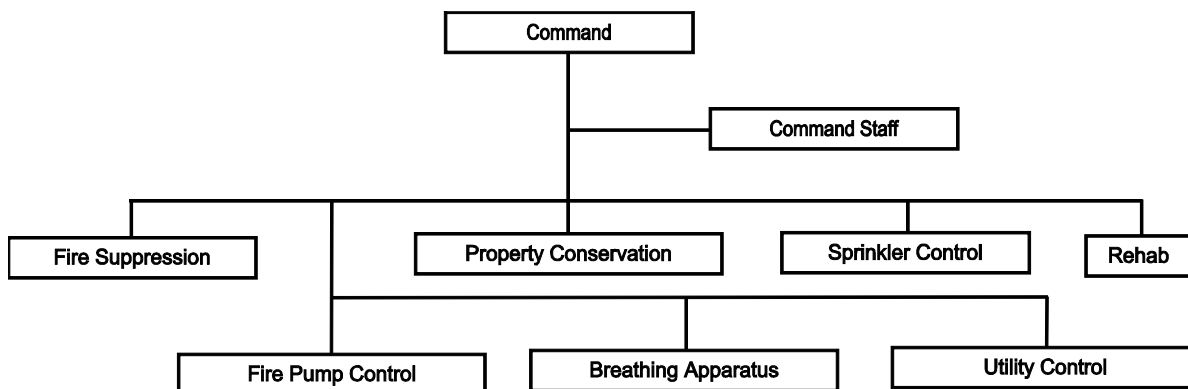 Command
Command Staff
Fire Suppression
Property Conservation
Sprinkler Control
Rehab
Fire Pump Control
Breathing Apparatus
Utility Control